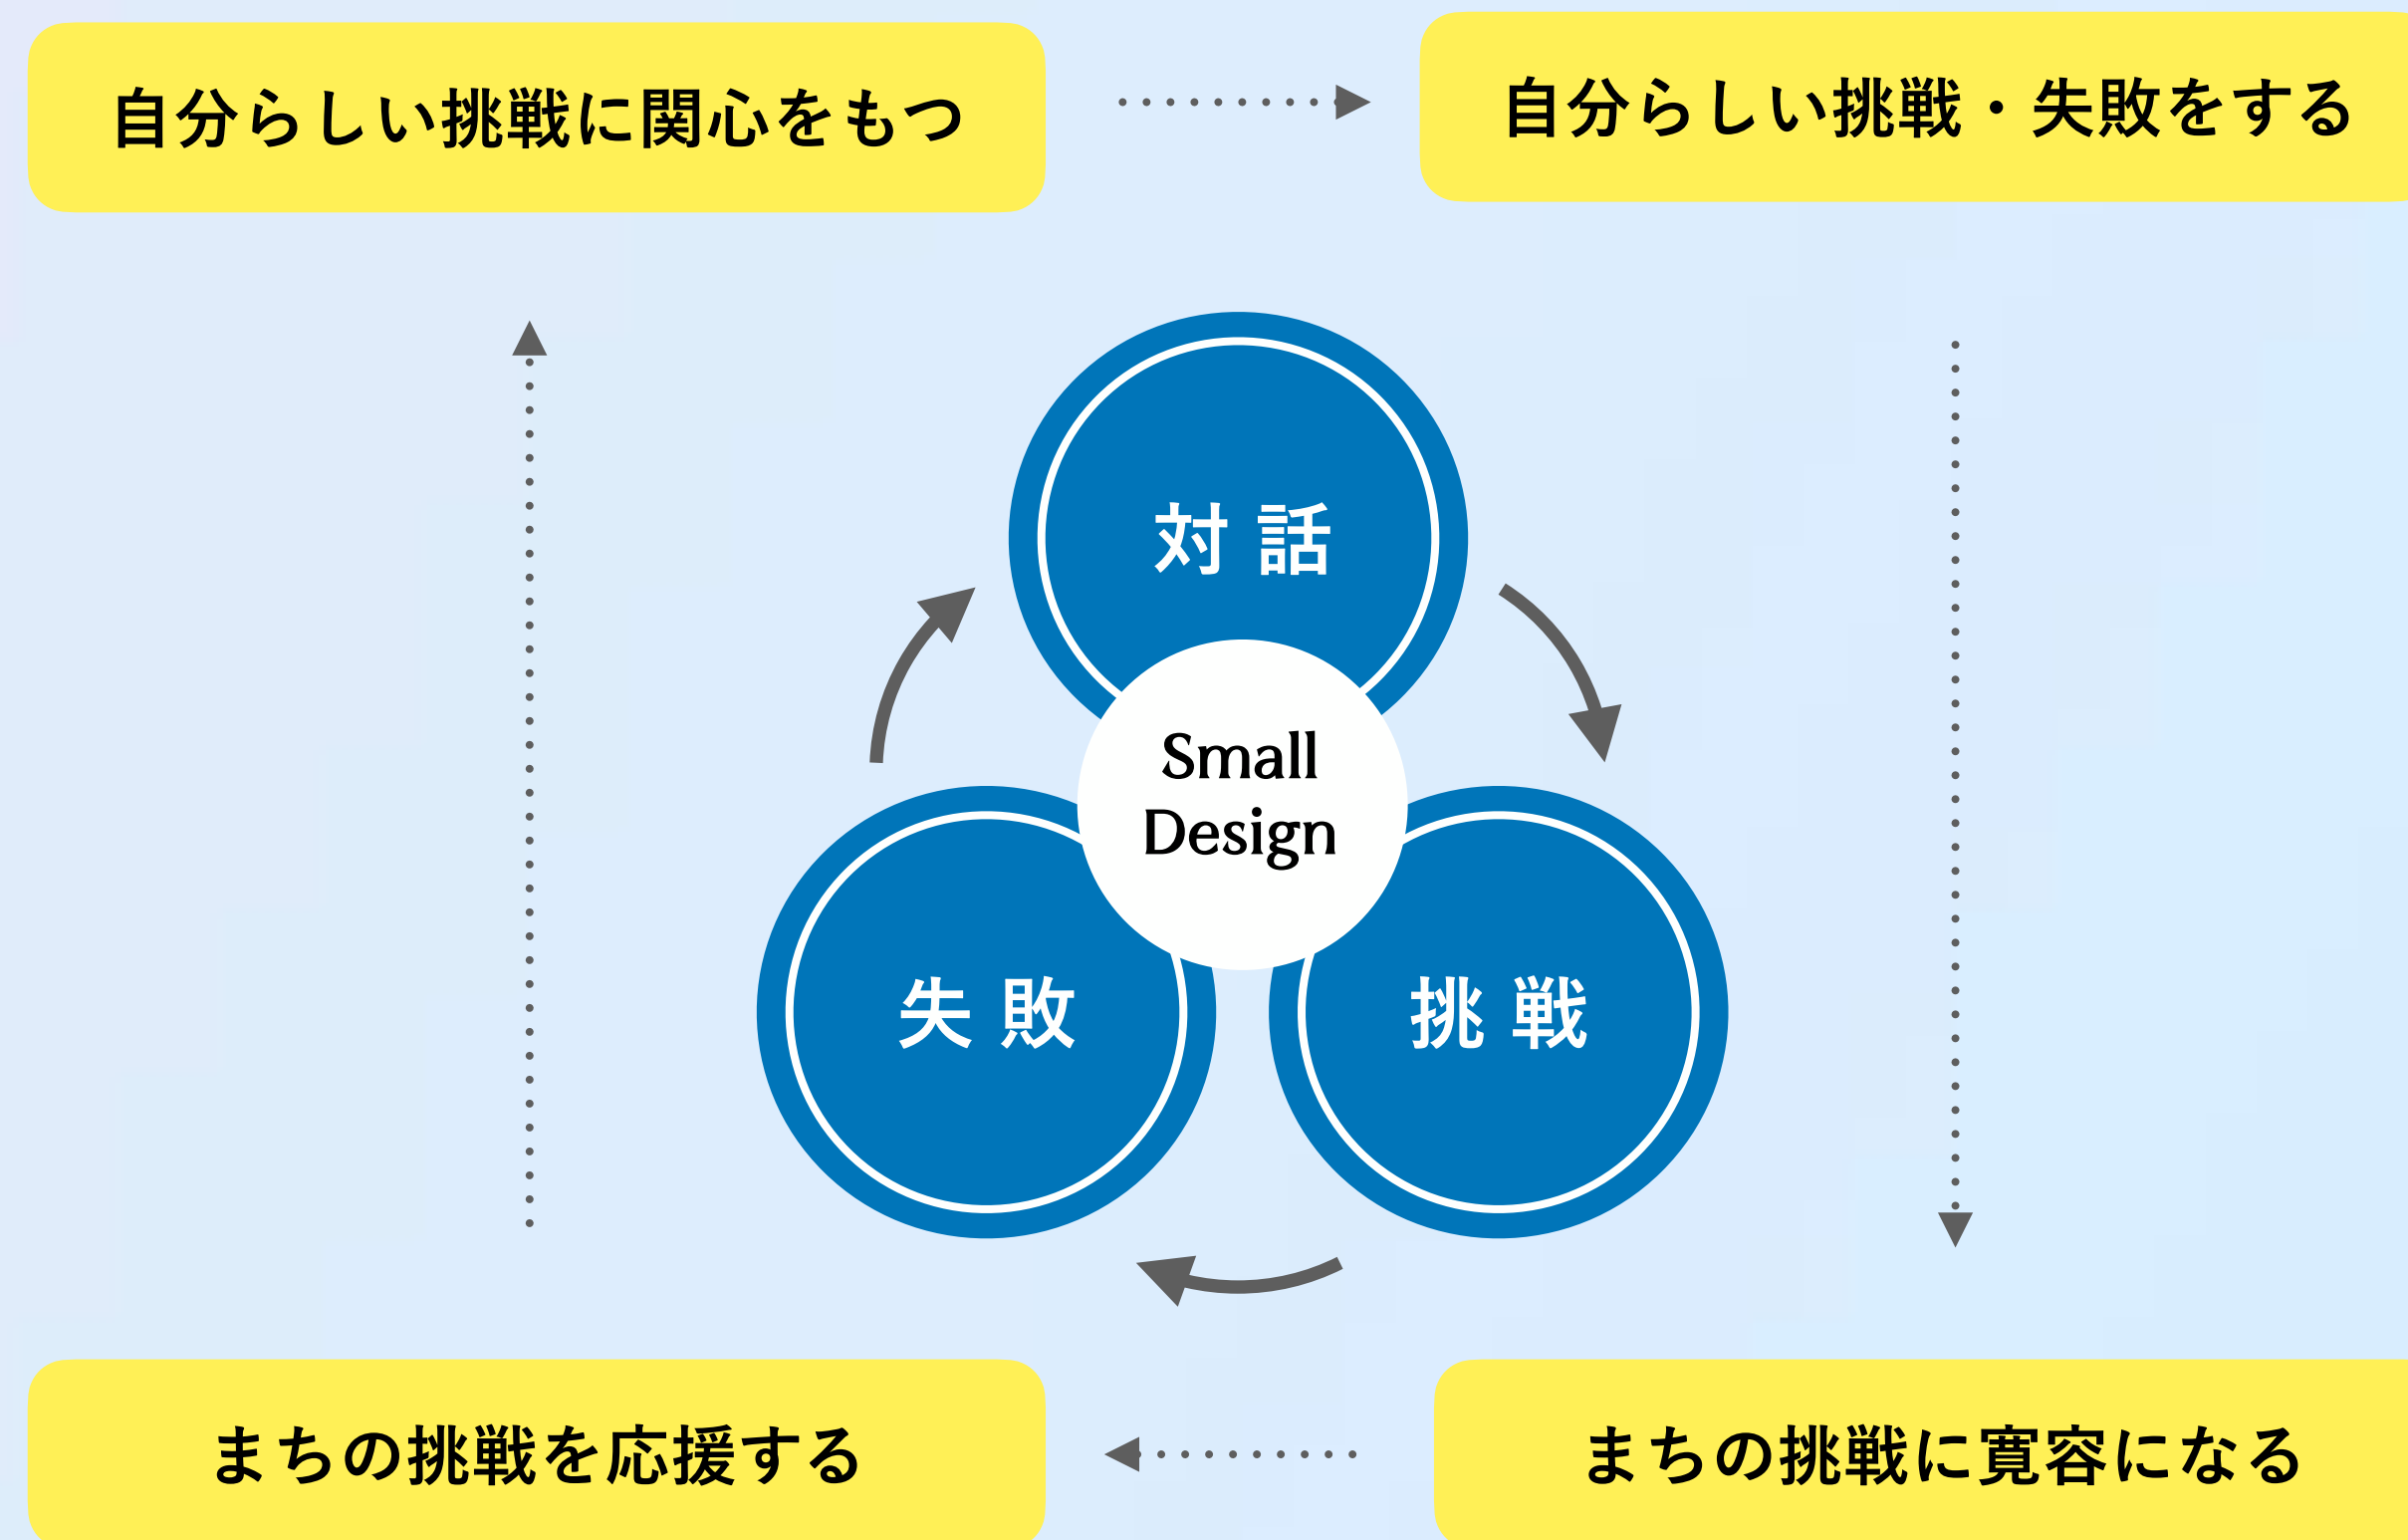 自分らしい挑戦に関心をもつ
自分らしい挑戦・失敗をする
対話
Small
Design
失敗
挑戦
まちの挑戦を応援する
まちの挑戦に寛容になる